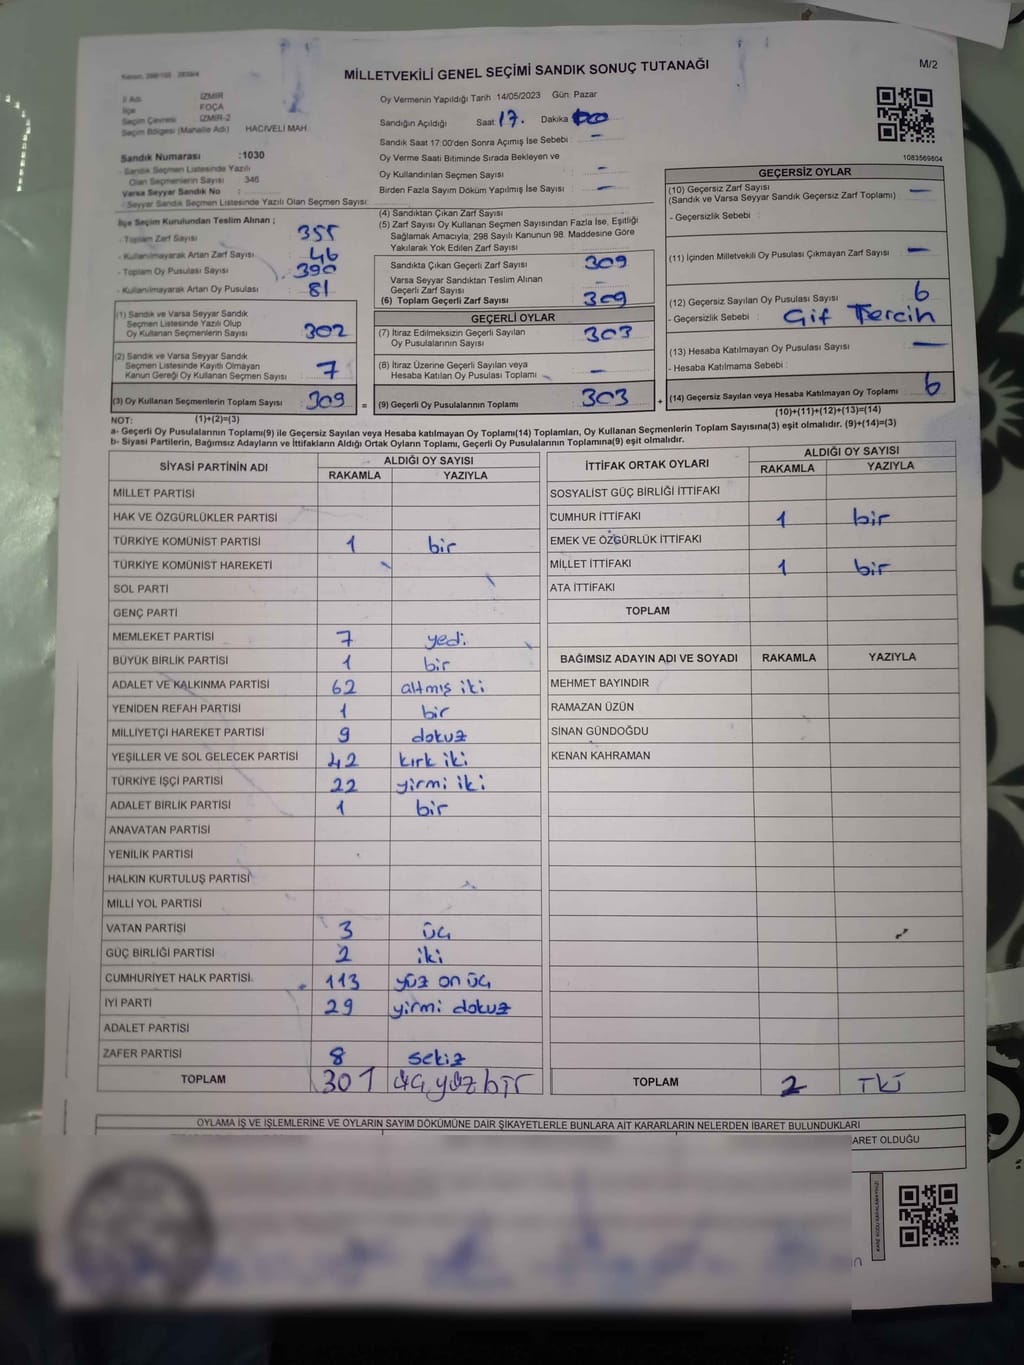 MİLLETVEKİLİ GENEL SEÇİMİ SANDIK SONUÇ TUTANAĞI
M/2
İl Adı İZMİR
İlçe FOÇA
Seçim Çevresi İZMİR-2
Seçim Bölgesi (Mahalle Adı) HACIVELİ MAH.
Sandık Numarası :1030
- Sandık Seçmen Listesinde Yazılı
Olan Seçmenlerin Sayısı 346
Varsa Seyyar Sandık No :
- Seyyar Sandık Seçmen Listesinde Yazılı Olan Seçmen Sayısı:
Oy Vermenin Yapıldığı Tarih :14/05/2023 Gün: Pazar
Sandığın Açıldığı Saat 17. Dakika 00
Sandık Saat 17:00'den Sonra Açımış İse Sebebi : –
Oy Verme Saati Bitiminde Sırada Bekleyen ve
Oy Kullandırılan Seçmen Sayısı : –
Birden Fazla Sayım Döküm Yapılmış İse Sayısı : –
1083569604
İlçe Seçim Kurulundan Teslim Alınan ;
- Toplam Zarf Sayısı 355
- Kullanılmayarak Artan Zarf Sayısı 46
- Toplam Oy Pusulası Sayısı 390
- Kullanılmayarak Artan Oy Pusulası 81
(1) Sandık ve Varsa Seyyar Sandık
Seçmen Listesinde Yazılı Olup
Oy Kullanan Seçmenlerin Sayısı 302
(2) Sandık ve Varsa Seyyar Sandık
Seçmen Listesinde Kayıtlı Olmayan
Kanun Gereği Oy Kullanan Seçmen Sayısı : 7
(3) Oy Kullanan Seçmenlerin Toplam Sayısı : 309
(4) Sandıktan Çıkan Zarf Sayısı :
(5) Zarf Sayısı Oy Kullanan Seçmen Sayısından Fazla İse, Eşitliği
Sağlamak Amacıyla, 298 Sayılı Kanunun 98. Maddesine Göre
Yakılarak Yok Edilen Zarf Sayısı :
Sandıkta Çıkan Geçerli Zarf Sayısı : 309
Varsa Seyyar Sandıktan Teslim Alınan
Geçerli Zarf Sayısı :
(6) Toplam Geçerli Zarf Sayısı : 309
GEÇERLİ OYLAR
(7) İtiraz Edilmeksizin Geçerli Sayılan
Oy Pusulalarının Sayısı : 303
(8) İtiraz Üzerine Geçerli Sayılan veya
Hesaba Katılan Oy Pusulası Toplamı : –
= (9) Geçerli Oy Pusulalarının Toplamı : 303
GEÇERSİZ OYLAR
(10) Geçersiz Zarf Sayısı
(Sandık ve Varsa Seyyar Sandık Geçersiz Zarf Toplamı) : –
- Geçersizlik Sebebi :
(11) İçinden Milletvekili Oy Pusulası Çıkmayan Zarf Sayısı : –
(12) Geçersiz Sayılan Oy Pusulası Sayısı : 6
- Geçersizlik Sebebi : Çift Tercih
(13) Hesaba Katılmayan Oy Pusulası Sayısı : –
- Hesaba Katılmama Sebebi :
+ (14) Geçersiz Sayılan veya Hesaba Katılmayan Oy Toplamı : 6
NOT: (1)+(2)=(3)
(10)+(11)+(12)+(13)=(14)
a- Geçerli Oy Pusulalarının Toplamı(9) ile Geçersiz Sayılan veya Hesaba katılmayan Oy Toplamı(14) Toplamları, Oy Kullanan Seçmenlerin Toplam Sayısına(3) eşit olmalıdır. (9)+(14)=(3)
b- Siyasi Partilerin, Bağımsız Adayların ve İttifakların Aldığı Ortak Oyların Toplamı, Geçerli Oy Pusulalarının Toplamına(9) eşit olmalıdır.
SİYASİ PARTİNİN ADI ALDIĞI OY SAYISI
RAKAMLA YAZIYLA
MİLLET PARTİSİ
HAK VE ÖZGÜRLÜKLER PARTİSİ
TÜRKİYE KOMÜNİST PARTİSİ 1 bir
TÜRKİYE KOMÜNİST HAREKETİ
SOL PARTİ
GENÇ PARTİ
MEMLEKET PARTİSİ 7 yedi
BÜYÜK BİRLİK PARTİSİ 1 bir
ADALET VE KALKINMA PARTİSİ 62 altmış iki
YENİDEN REFAH PARTİSİ 1 bir
MİLLİYETÇİ HAREKET PARTİSİ 9 dokuz
YEŞİLLER VE SOL GELECEK PARTİSİ 42 kırk iki
TÜRKİYE İŞÇİ PARTİSİ 22 yirmi iki
ADALET BİRLİK PARTİSİ 1 bir
ANAVATAN PARTİSİ
YENİLİK PARTİSİ
HALKIN KURTULUŞ PARTİSİ
MİLLİ YOL PARTİSİ
VATAN PARTİSİ 3 üç
GÜÇ BİRLİĞİ PARTİSİ 2 iki
CUMHURİYET HALK PARTİSİ 113 yüz on üç
İYİ PARTİ 29 yirmi dokuz
ADALET PARTİSİ
ZAFER PARTİSİ 8 sekiz
TOPLAM 301 üç yüz bir
İTTİFAK ORTAK OYLARI ALDIĞI OY SAYISI
RAKAMLA YAZIYLA
SOSYALİST GÜÇ BİRLİĞİ İTTİFAKI
CUMHUR İTTİFAKI 1 bir
EMEK VE ÖZGÜRLÜK İTTİFAKI
MİLLET İTTİFAKI 1 bir
ATA İTTİFAKI
TOPLAM
BAĞIMSIZ ADAYIN ADI VE SOYADI RAKAMLA YAZIYLA
MEHMET BAYINDIR
RAMAZAN ÜZÜN
SİNAN GÜNDOĞDU
KENAN KAHRAMAN
TOPLAM 2 İKİ
OYLAMA İŞ VE İŞLEMLERİNE VE OYLARIN SAYIM DÖKÜMÜNE DAİR ŞİKAYETLERLE BUNLARA AİT KARARLARIN NELERDEN İBARET BULUNDUKLARI
ARET OLDUĞU